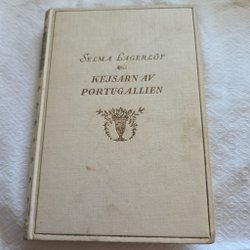 SELMA LAGERLÖF
KEJSARN AV
PORTUGALLIEN